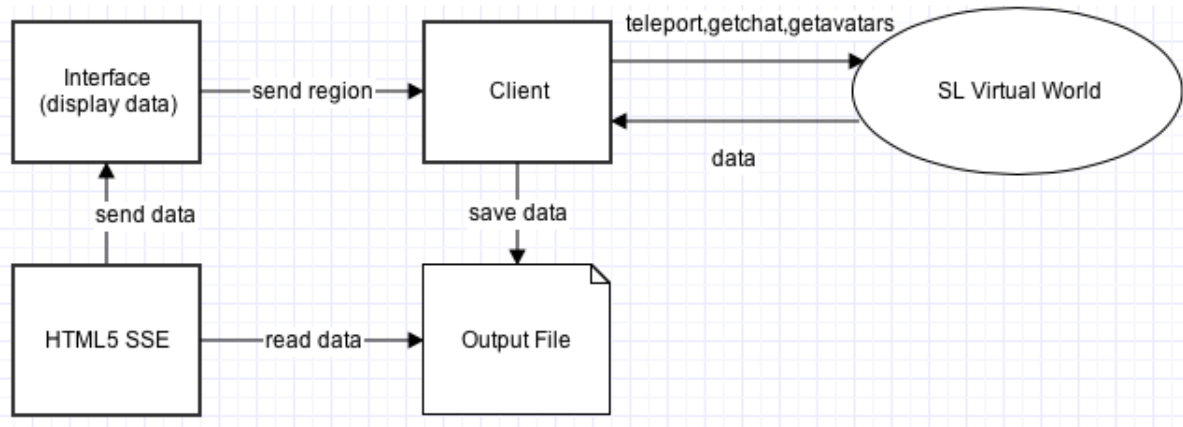 teleport,getchat,getavatars
Interface
(display data)
send region
Client
SL Virtual World
data
send data
save data
HTML5 SSE
read data
Output File